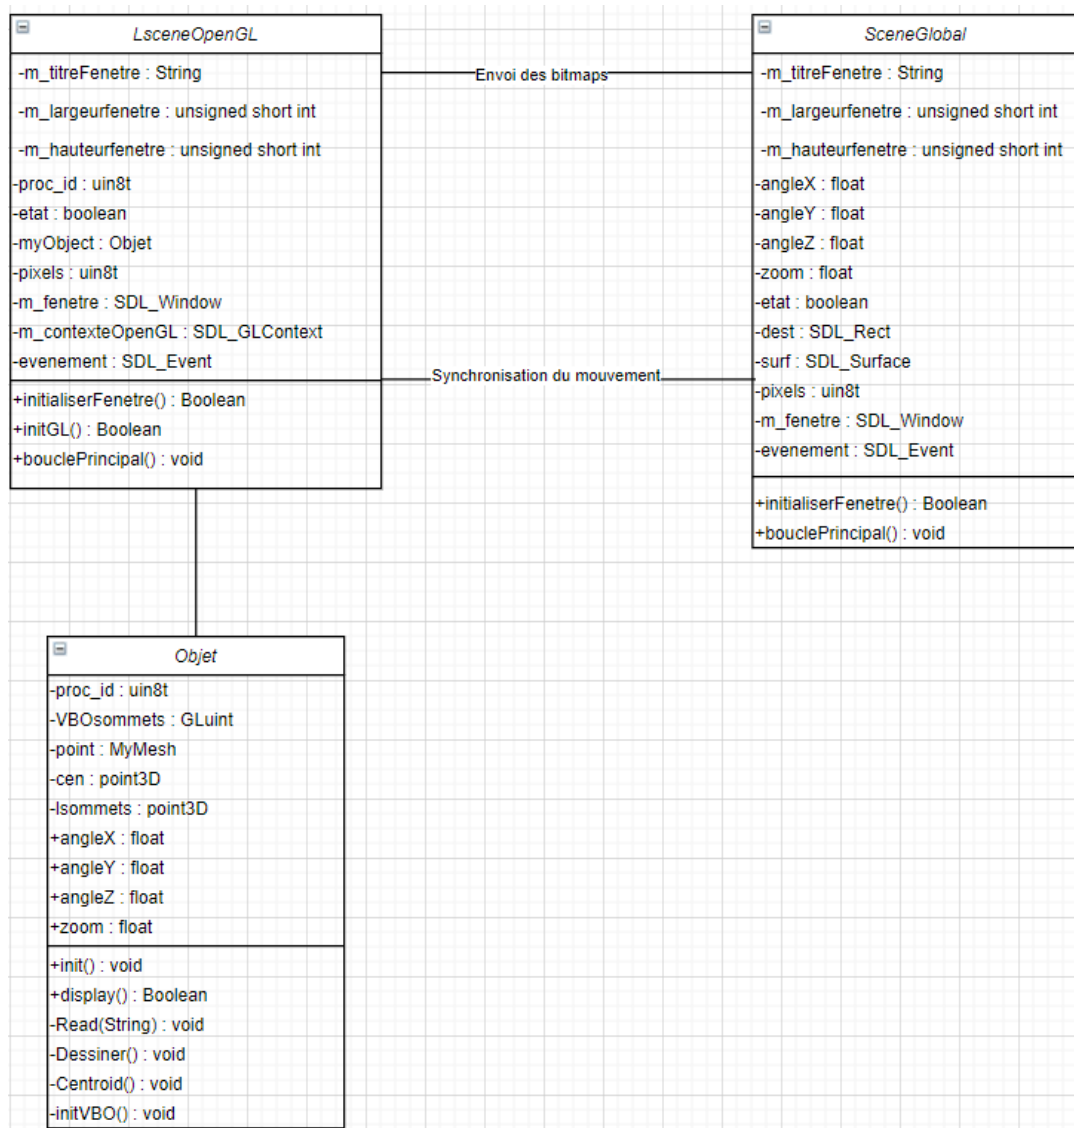 LsceneOpenGL
-m_titreFenetre : String
-m_largeurfenetre : unsigned short int
-m_hauteurfenetre : unsigned short int
-proc_id : uin8t
-etat : boolean
-myObject : Objet
-pixels : uin8t
-m_fenetre : SDL_Window
-m_contexteOpenGL : SDL_GLContext
-evenement : SDL_Event
+initialiserFenetre() : Boolean
+initGL() : Boolean
+bouclePrincipal() : void
Envoi des bitmaps
Synchronisation du mouvement
SceneGlobal
-m_titreFenetre : String
-m_largeurfenetre : unsigned short int
-m_hauteurfenetre : unsigned short int
-angleX : float
-angleY : float
-angleZ : float
-zoom : float
-etat : boolean
-dest : SDL_Rect
-surf : SDL_Surface
-pixels : uin8t
-m_fenetre : SDL_Window
-evenement : SDL_Event
+initialiserFenetre() : Boolean
+bouclePrincipal() : void
Objet
-proc_id : uin8t
-VBOsommets : GLuint
-point : MyMesh
-cen : point3D
-lsommets : point3D
+angleX : float
+angleY : float
+angleZ : float
+zoom : float
+init() : void
+display() : Boolean
-Read(String) : void
-Dessiner() : void
-Centroid() : void
-initVBO() : void